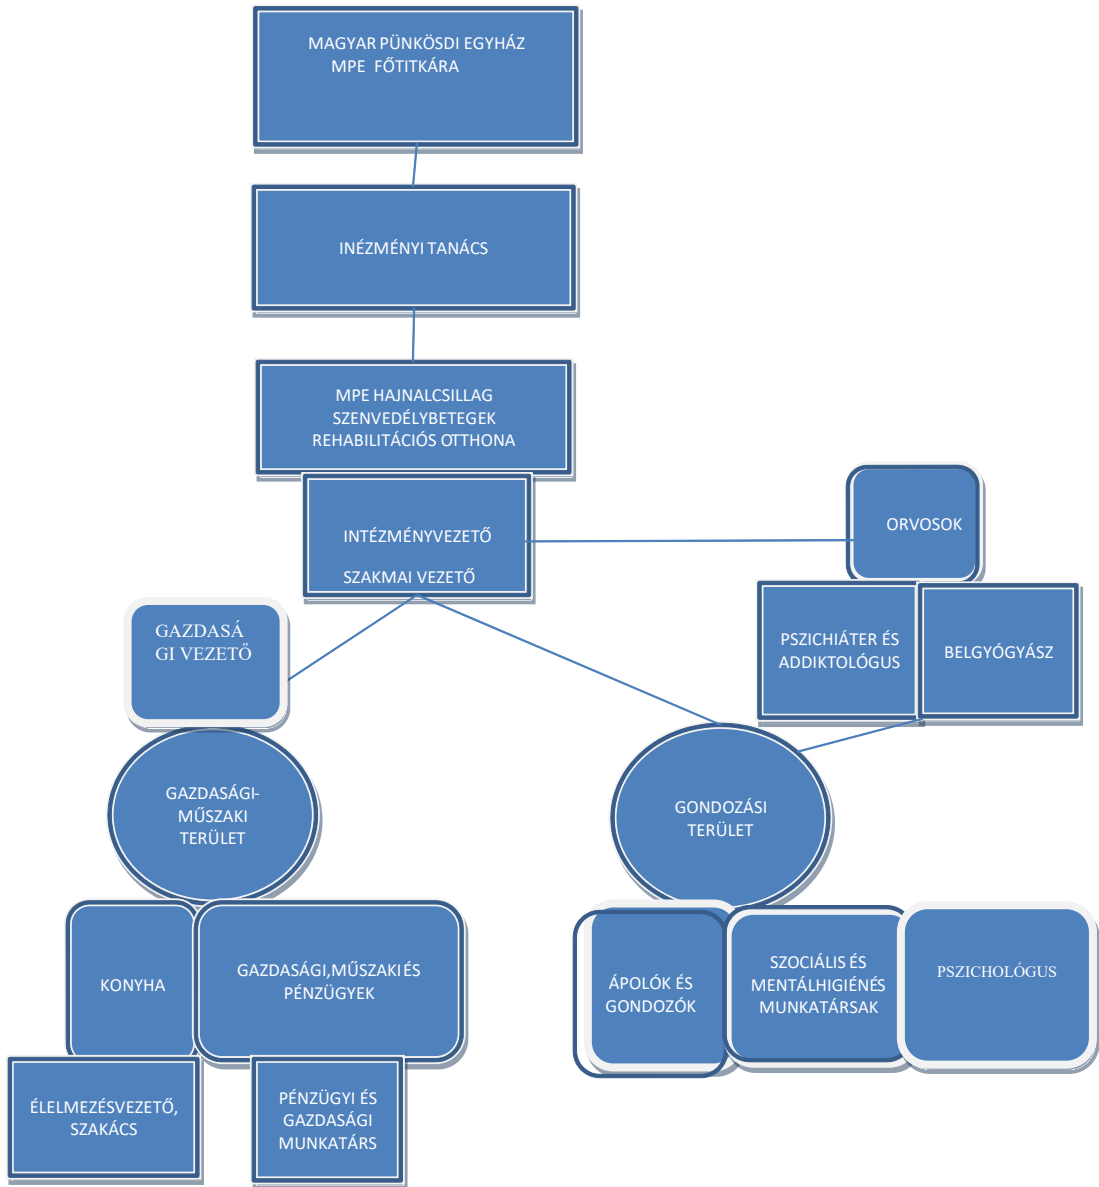 MAGYAR PÜNKÖSDI EGYHÁZ
MPE FŐTITKÁRA
INÉZMÉNYI TANÁCS
MPE HAJNALCSILLAG
SZENVEDÉLYBETEGEK
REHABILITÁCIÓS OTTHONA
INTÉZMÉNYVEZETŐ
SZAKMAI VEZETŐ
ORVOSOK
PSZICHIÁTER ÉS
ADDIKTOLÓGUS
BELGYÓGYÁSZ
GAZDASÁ
GI VEZETŐ
GAZDASÁGI-
MŰSZAKI
TERÜLET
GONDOZÁSI
TERÜLET
KONYHA
GAZDASÁGI,MŰSZAKI ÉS
PÉNZÜGYEK
ÁPOLÓK ÉS
GONDOZÓK
SZOCIÁLIS ÉS
MENTÁLHIGIÉNÉS
MUNKATÁRSAK
PSZICHOLÓGUS
ÉLELMEZÉSVEZETŐ,
SZAKÁCS
PÉNZÜGYI ÉS
GAZDASÁGI
MUNKATÁRS